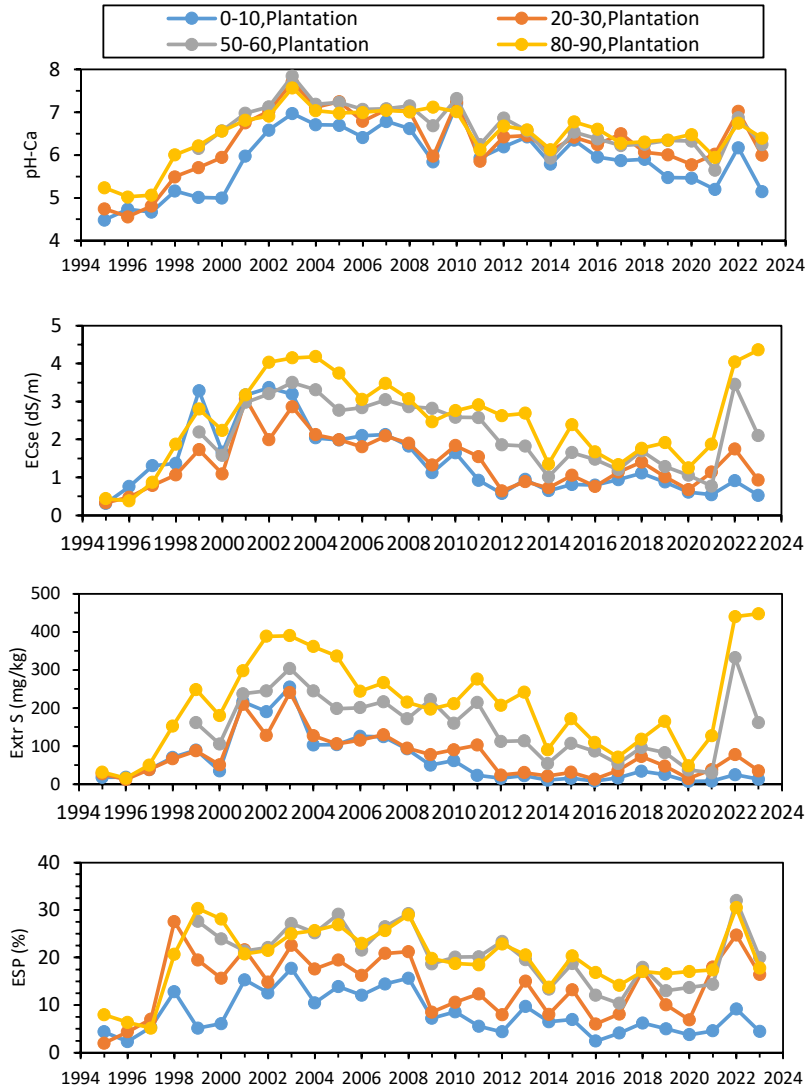 0-10,Plantation 20-30,Plantation
50-60,Plantation 80-90,Plantation
8
7
6
5
4
pH-Ca
1994 1996 1998 2000 2002 2004 2006 2008 2010 2012 2014 2016 2018 2020 2022 2024
5
4
3
2
1
0
ECse (dS/m)
1994 1996 1998 2000 2002 2004 2006 2008 2010 2012 2014 2016 2018 2020 2022 2024
500
400
300
200
100
0
Extr S (mg/kg)
1994 1996 1998 2000 2002 2004 2006 2008 2010 2012 2014 2016 2018 2020 2022 2024
40
30
20
10
0
ESP (%)
1994 1996 1998 2000 2002 2004 2006 2008 2010 2012 2014 2016 2018 2020 2022 2024